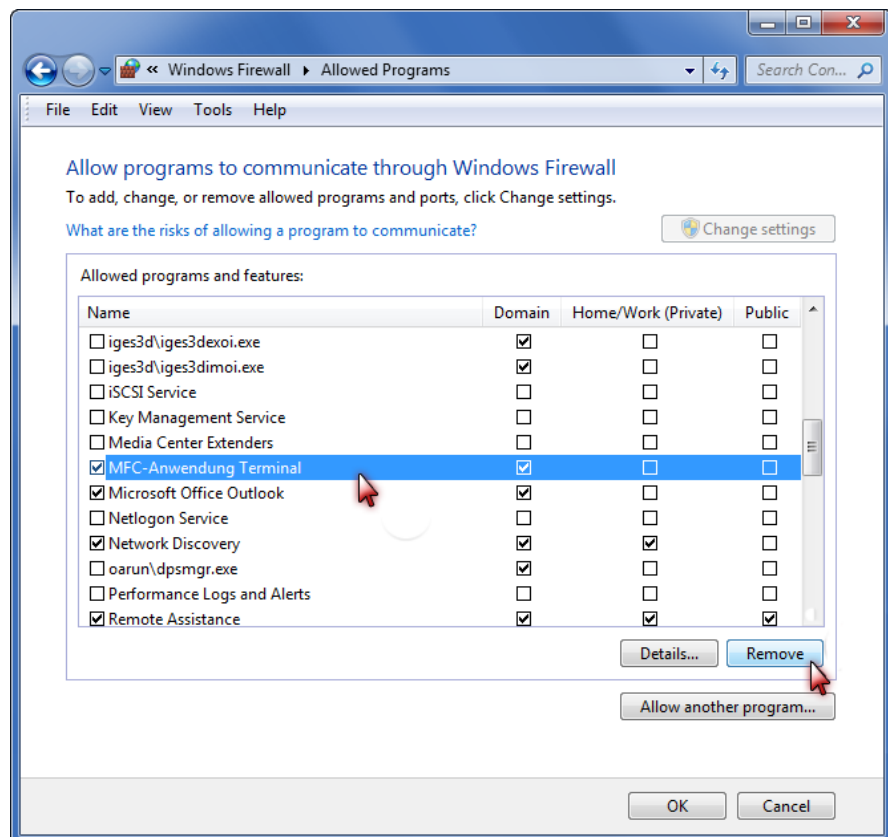 « Windows Firewall Allowed Programs Search Con...
File Edit View Tools Help
Allow programs to communicate through Windows Firewall
To add, change, or remove allowed programs and ports, click Change settings.
What are the risks of allowing a program to communicate? Change settings
Allowed programs and features:
Name Domain Home/Work (Private) Public
iges3d\iges3dexoi.exe
iges3d\iges3dimoi.exe
iSCSI Service
Key Management Service
Media Center Extenders
MFC-Anwendung Terminal
Microsoft Office Outlook
Netlogon Service
Network Discovery
oarun\dpsmgr.exe
Performance Logs and Alerts
Remote Assistance
Details... Remove
Allow another program...
OK Cancel